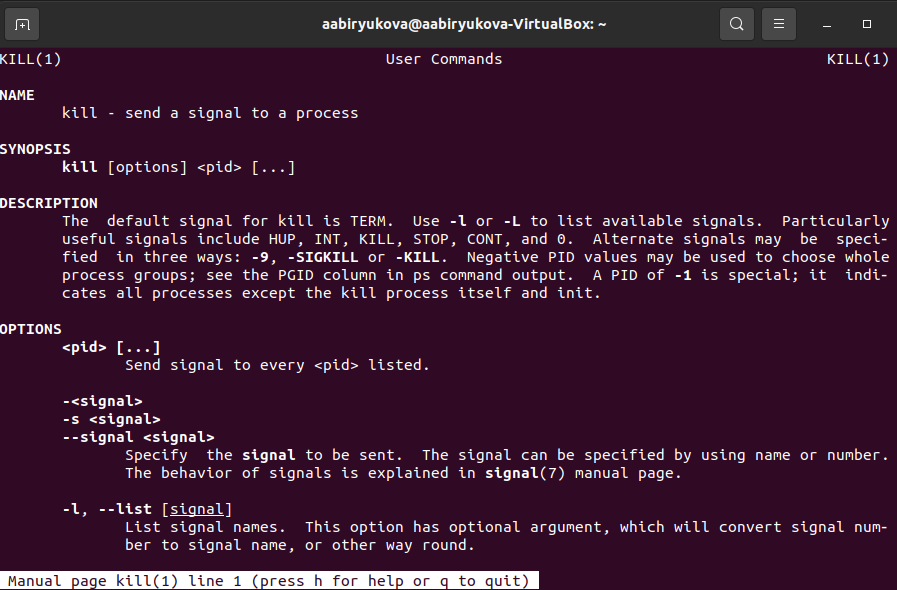 aabiryukova@aabiryukova-VirtualBox: ~
KILL(1) User Commands KILL(1)
NAME
kill - send a signal to a process
SYNOPSIS
kill [options] <pid> [...]
DESCRIPTION
The  default signal for kill is TERM.  Use -l or -L to list available signals.  Particularly
useful signals include HUP, INT, KILL, STOP, CONT, and 0.  Alternate signals may  be  speci-
fied  in three ways: -9, -SIGKILL or -KILL.  Negative PID values may be used to choose whole
process groups; see the PGID column in ps command output.  A PID of -1 is special; it  indi-
cates all processes except the kill process itself and init.
OPTIONS
<pid> [...]
Send signal to every <pid> listed.
-<signal>
-s <signal>
--signal <signal>
Specify  the signal to be sent.  The signal can be specified by using name or number.
The behavior of signals is explained in signal(7) manual page.
-l, --list [signal]
List signal names.  This option has optional argument, which will convert signal num-
ber to signal name, or other way round.
Manual page kill(1) line 1 (press h for help or q to quit)